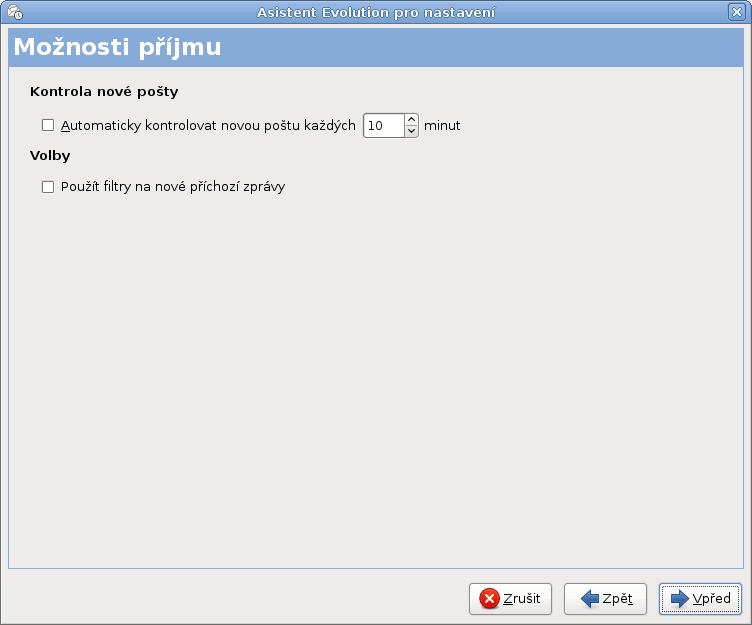 Asistent Evolution pro nastavení
Možnosti příjmu
Kontrola nové pošty
Automaticky kontrolovat novou poštu každých 10 minut
Volby
Použít filtry na nové příchozí zprávy
Zrušit Zpět Vpřed